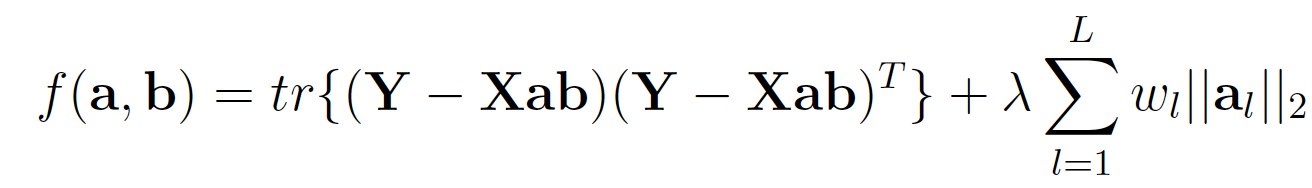 f(a, b) = tr{(Y − Xab)(Y − Xab)^T} + λ ∑_{l=1}^{L} w_l||a_l||_2